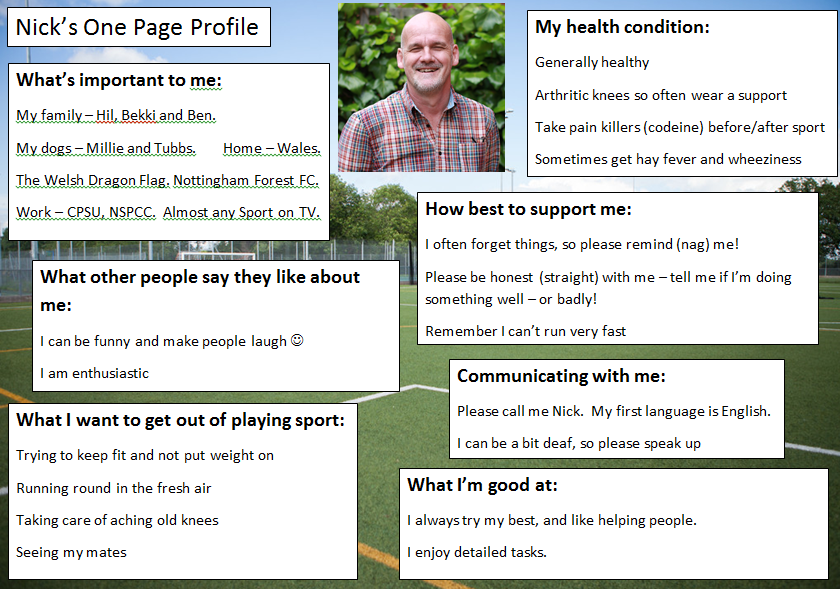 Nick's One Page Profile
What's important to me:
My family – Hil, Bekki and Ben.
My dogs – Millie and Tubbs. Home – Wales.
The Welsh Dragon Flag. Nottingham Forest FC.
Work – CPSU, NSPCC. Almost any Sport on TV.
My health condition:
Generally healthy
Arthritic knees so often wear a support
Take pain killers (codeine) before/after sport
Sometimes get hay fever and wheeziness
How best to support me:
I often forget things, so please remind (nag) me!
Please be honest (straight) with me – tell me if I'm doing
something well – or badly!
Remember I can't run very fast
What other people say they like about
me:
I can be funny and make people laugh ☺
I am enthusiastic
Communicating with me:
Please call me Nick. My first language is English.
I can be a bit deaf, so please speak up
What I want to get out of playing sport:
Trying to keep fit and not put weight on
Running round in the fresh air
Taking care of aching old knees
Seeing my mates
What I'm good at:
I always try my best, and like helping people.
I enjoy detailed tasks.